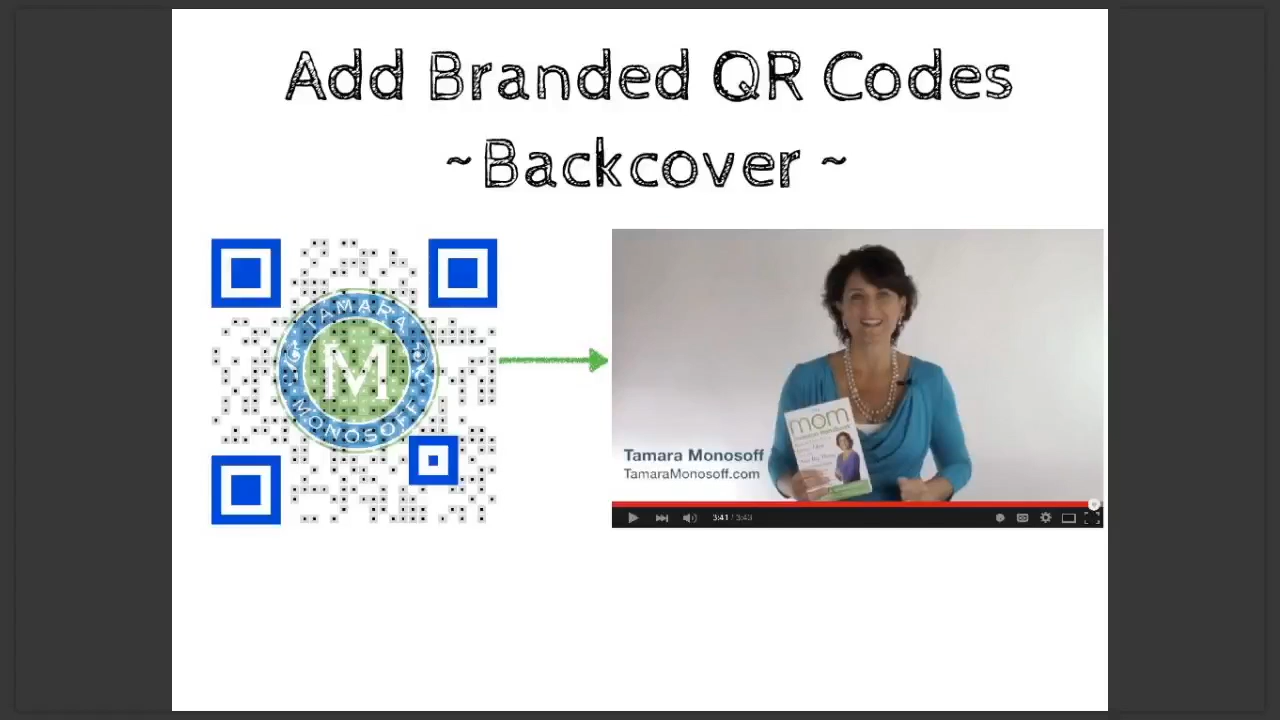 Add Branded QR Codes
~Backcover ~
TAMARA
M
MONOSOFF
mom
Tamara Monosoff
TamaraMonosoff.com
3:41 / 3:43